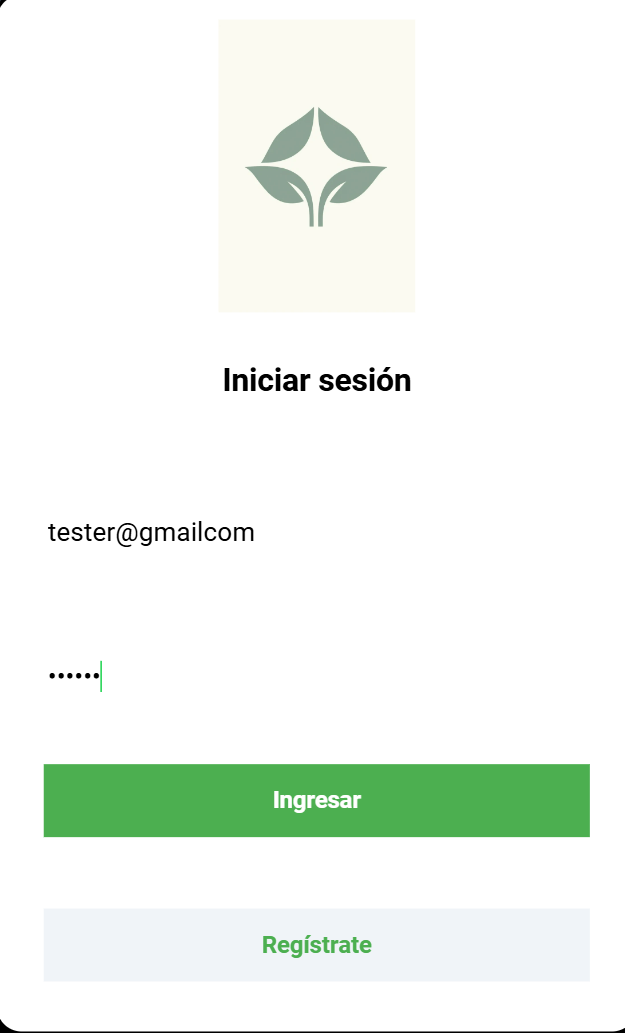 Iniciar sesión
tester@gmailcom
••••••
Ingresar
Regístrate